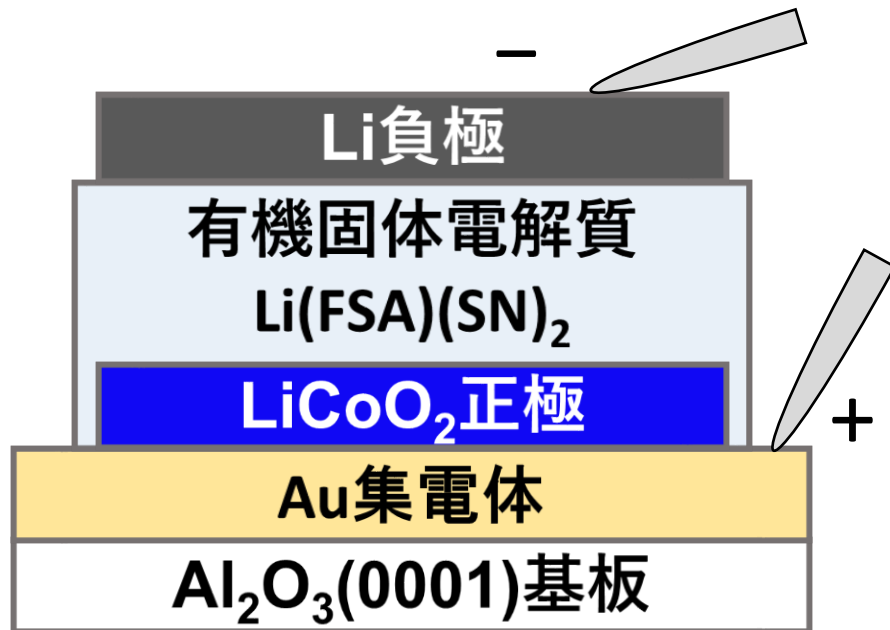 −
Li負極
有機固体電解質
Li(FSA)(SN)₂
LiCoO₂正極
+
Au集電体
Al₂O₃(0001)基板